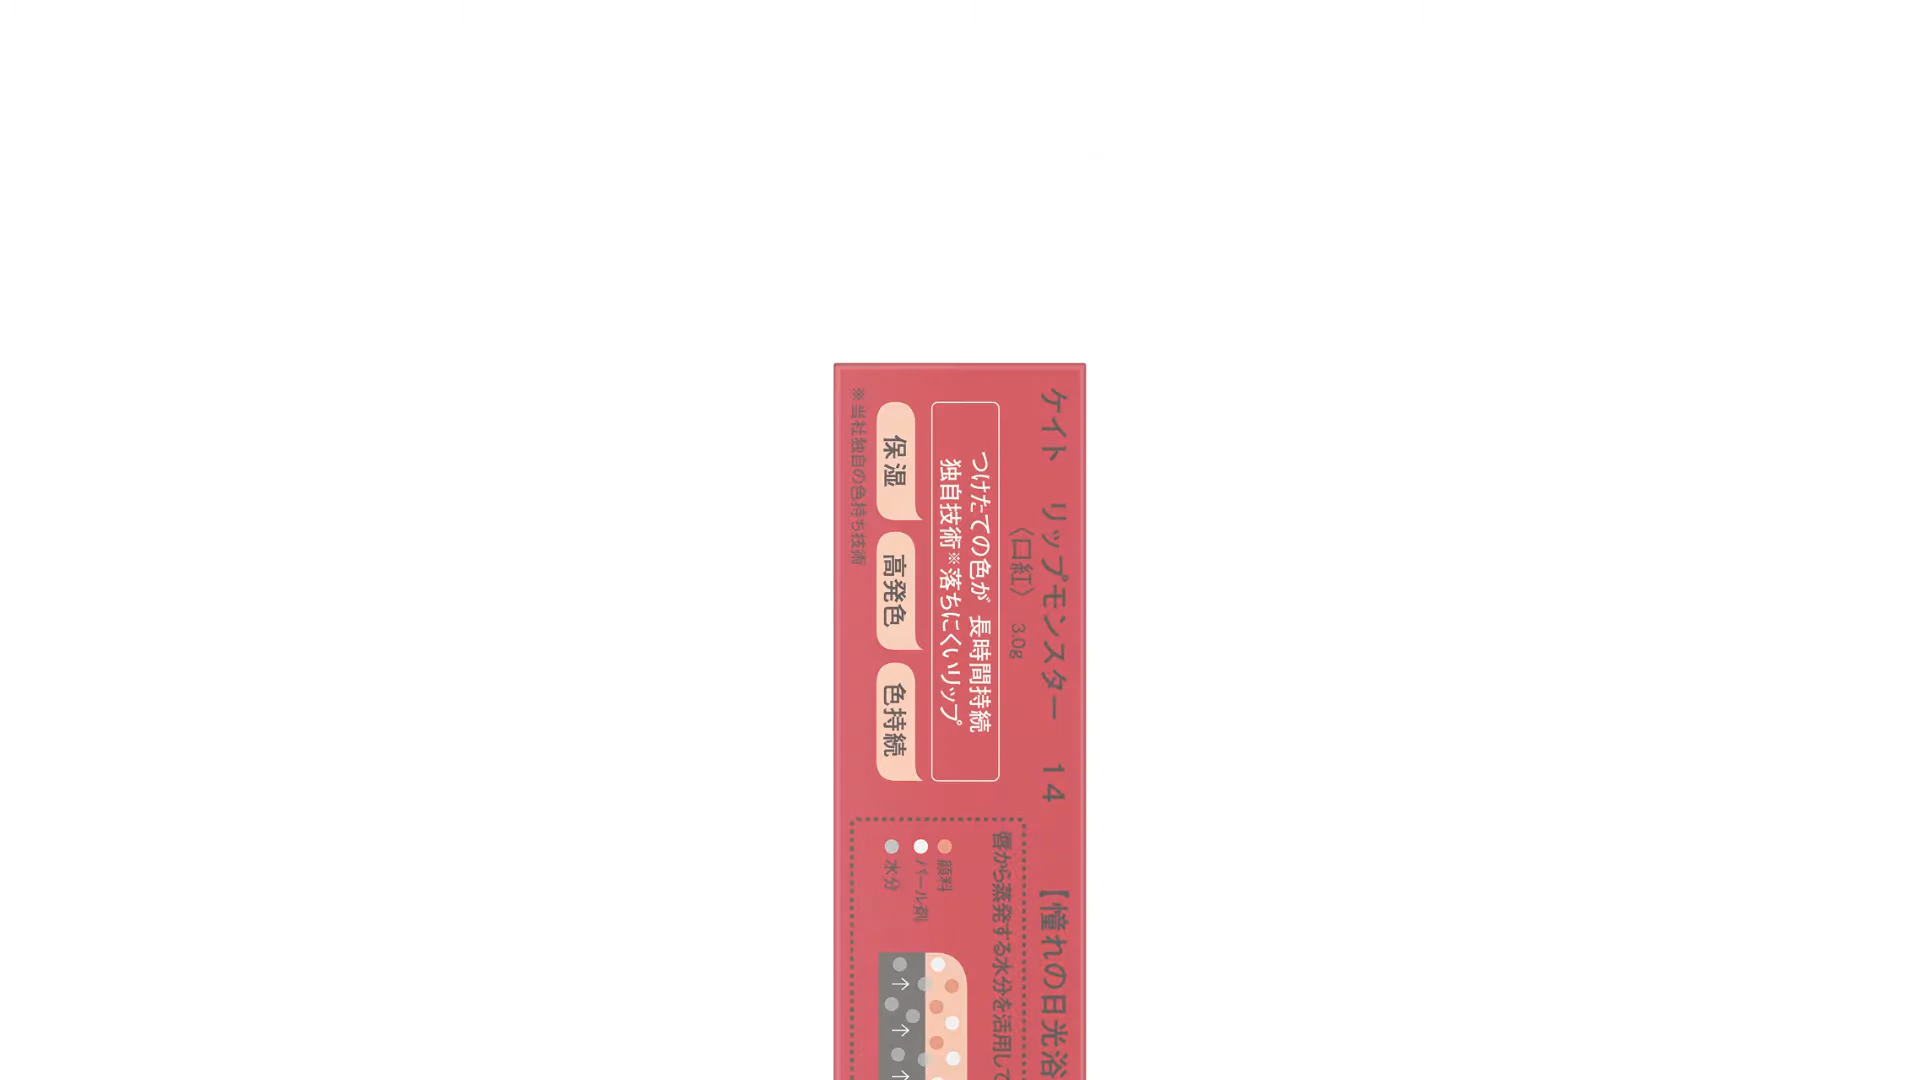 ケイト リップモンスター 14 【憧れの日光浴
〈口紅〉 3.0g
つけたての色が 長時間持続
独自技術※落ちにくいリップ
保湿
高発色
色持続
※当社独自の色持ち技術
唇から蒸発する水分を活用して
顔料
パール剤
水分